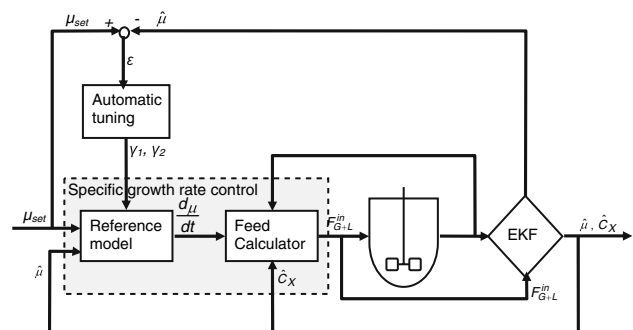 μset + - μ̂
ε
Automatic
tuning
γ1, γ2
Specific growth rate control
μset
Reference
model
dμ
dt
Feed
Calculator
F^in_G+L
EKF
μ̂, Ĉ_X
μ̂
Ĉ_X
F^in_G+L